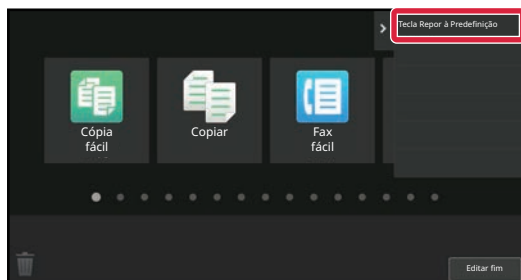 Tecla Repor à Predefinição
Cópia
fácil
Copiar
Fax
fácil
Editar fim